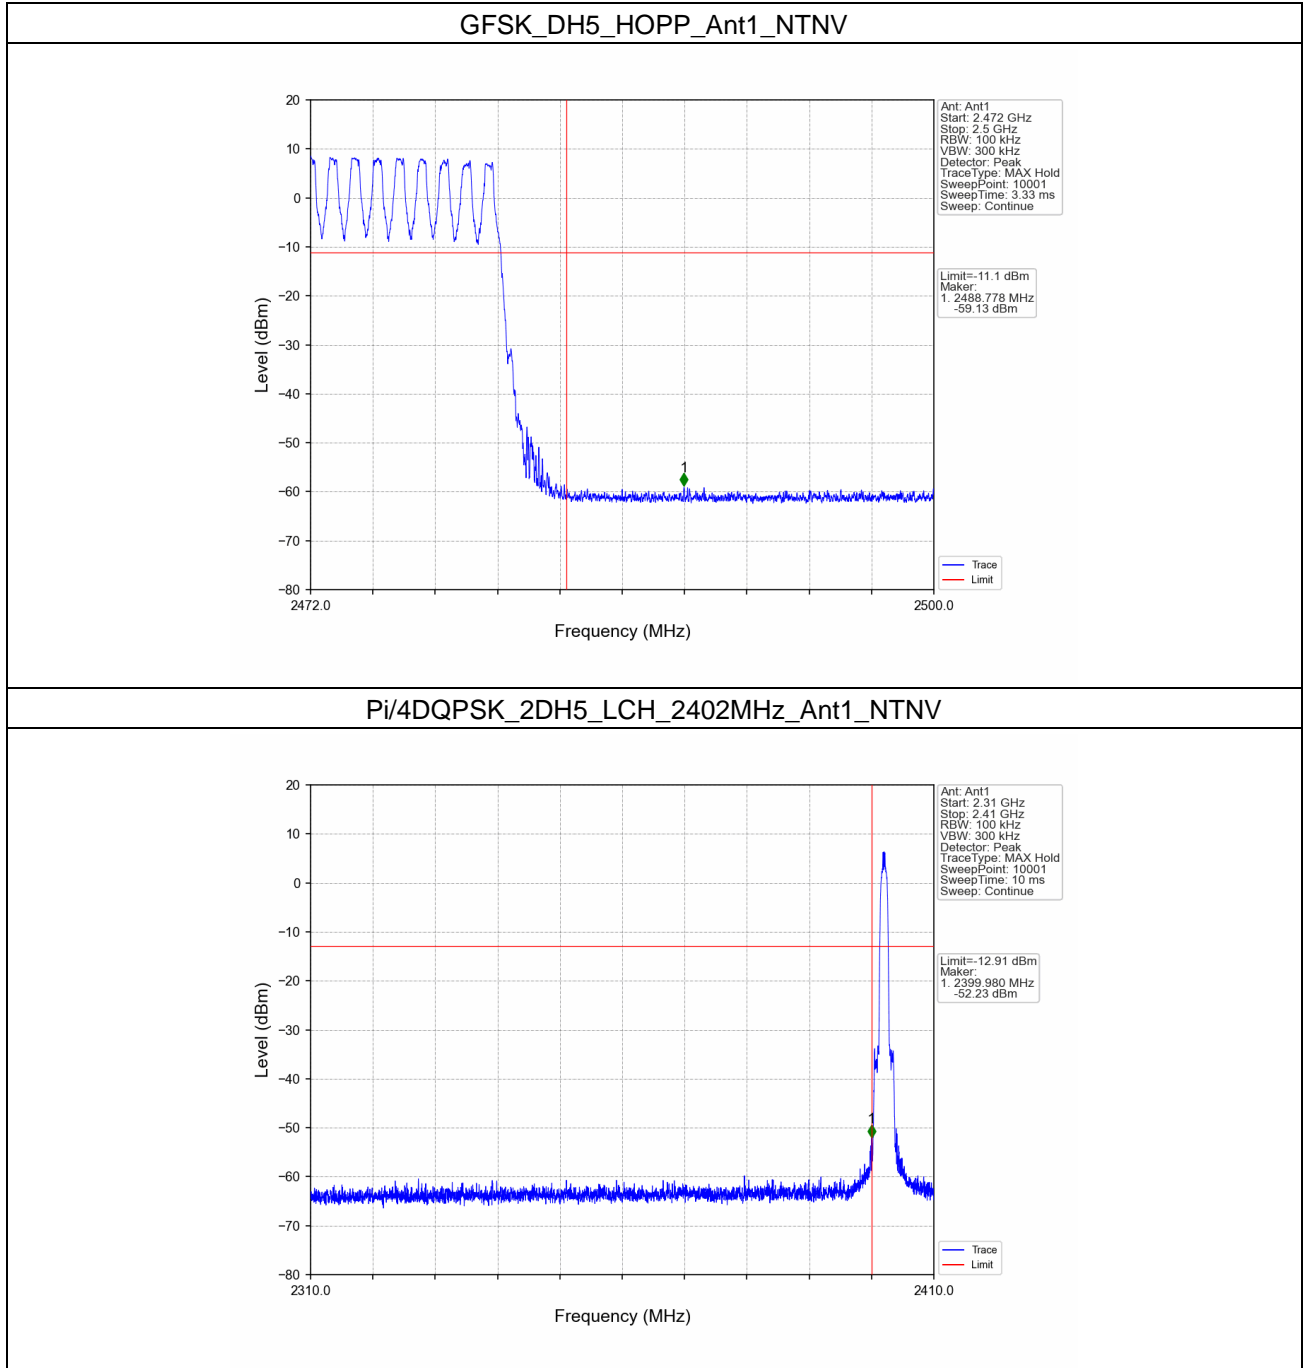 GFSK_DH5_HOPP_Ant1_NTNV
20
10
0
−10
−20
−30
−40
−50
−60
−70
−80
Level (dBm)
1
2472.0
2500.0
Frequency (MHz)
Ant: Ant1
Start: 2.472 GHz
Stop: 2.5 GHz
RBW: 100 kHz
VBW: 300 kHz
Detector: Peak
TraceType: MAX Hold
SweepPoint: 10001
SweepTime: 3.33 ms
Sweep: Continue
Limit=-11.1 dBm
Maker:
1. 2488.778 MHz
-59.13 dBm
Trace
Limit
Pi/4DQPSK_2DH5_LCH_2402MHz_Ant1_NTNV
20
10
0
−10
−20
−30
−40
−50
−60
−70
−80
Level (dBm)
1
2310.0
2410.0
Frequency (MHz)
Ant: Ant1
Start: 2.31 GHz
Stop: 2.41 GHz
RBW: 100 kHz
VBW: 300 kHz
Detector: Peak
TraceType: MAX Hold
SweepPoint: 10001
SweepTime: 10 ms
Sweep: Continue
Limit=-12.91 dBm
Maker:
1. 2399.980 MHz
-52.23 dBm
Trace
Limit